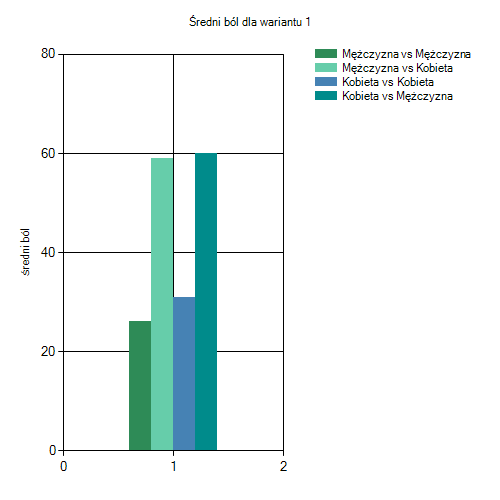 Średni ból dla wariantu 1
Mężczyzna vs Mężczyzna
Mężczyzna vs Kobieta
Kobieta vs Kobieta
Kobieta vs Mężczyzna
średni ból
80
60
40
20
0
0 1 2